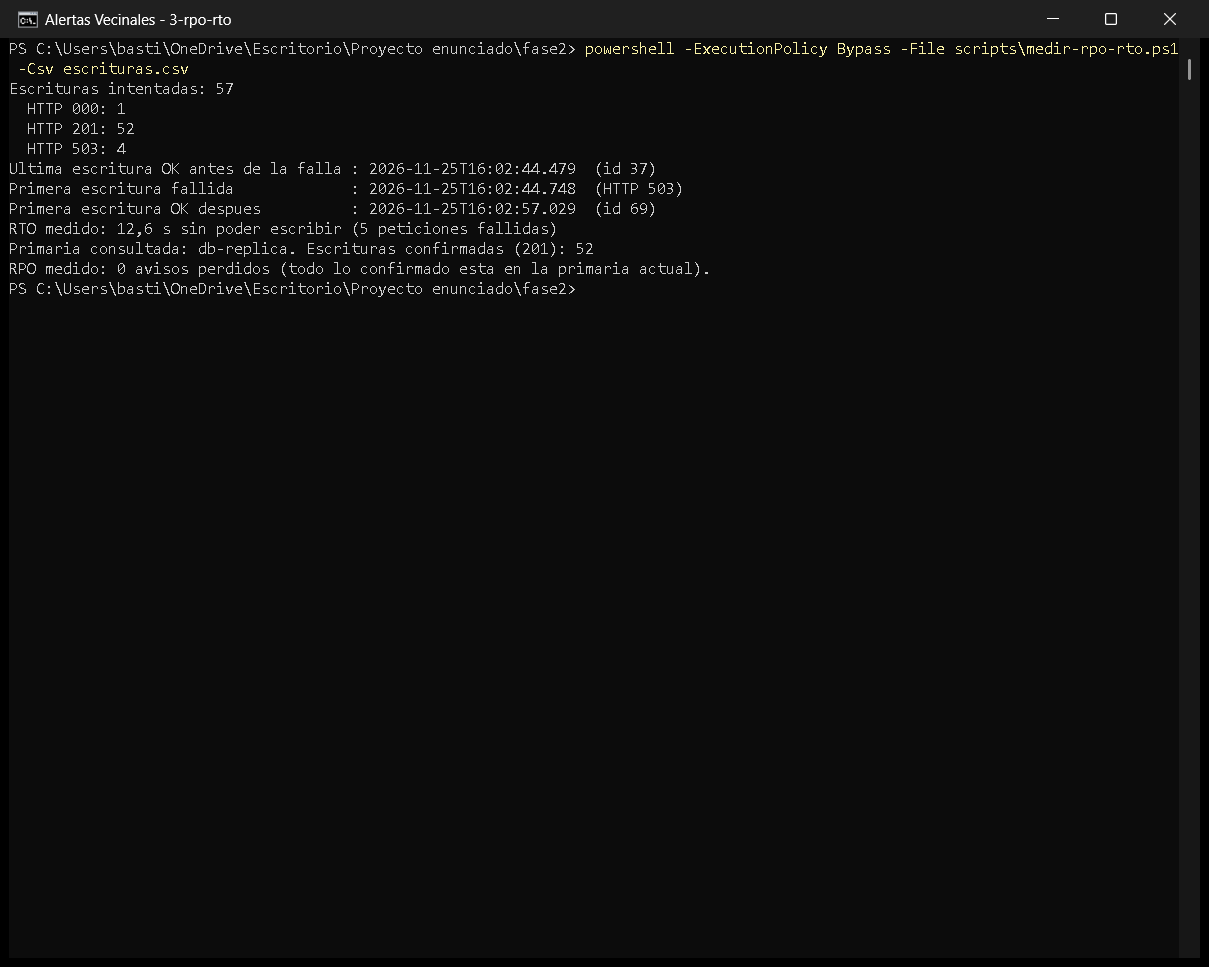 Alertas Vecinales - 3-rpo-rto
PS C:\Users\basti\OneDrive\Escritorio\Proyecto enunciado\fase2> powershell -ExecutionPolicy Bypass -File scripts\medir-rpo-rto.ps1
-Csv escrituras.csv
Escrituras intentadas: 57
HTTP 000: 1
HTTP 201: 52
HTTP 503: 4
Ultima escritura OK antes de la falla : 2026-11-25T16:02:44.479 (id 37)
Primera escritura fallida : 2026-11-25T16:02:44.748 (HTTP 503)
Primera escritura OK despues : 2026-11-25T16:02:57.029 (id 69)
RTO medido: 12,6 s sin poder escribir (5 peticiones fallidas)
Primaria consultada: db-replica. Escrituras confirmadas (201): 52
RPO medido: 0 avisos perdidos (todo lo confirmado esta en la primaria actual).
PS C:\Users\basti\OneDrive\Escritorio\Proyecto enunciado\fase2>